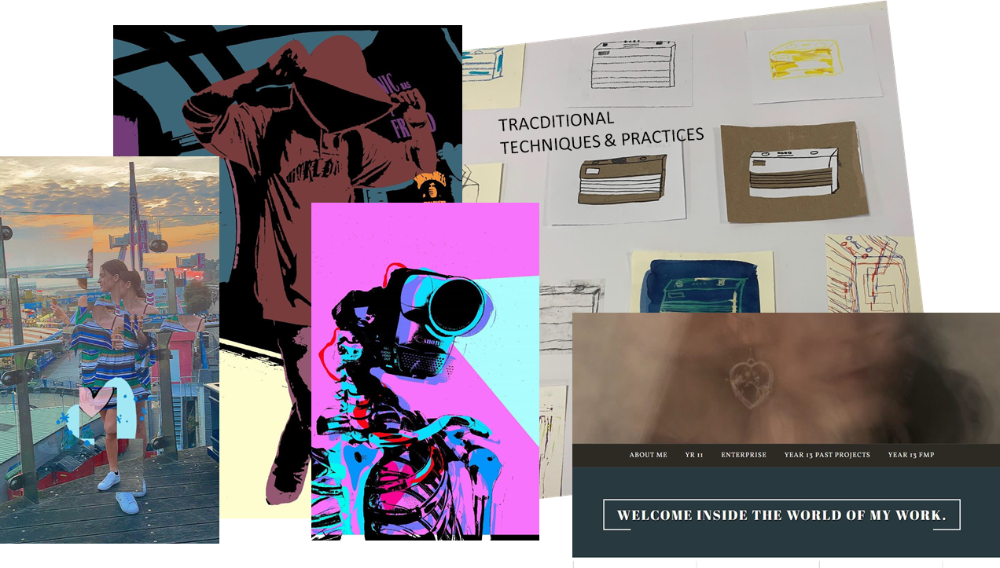 TRACDITIONAL
TECHNIQUES & PRACTICES
WORLD
ABOUT ME YR 11 ENTERPRISE YEAR 13 PAST PROJECTS YEAR 13 FMP
WELCOME INSIDE THE WORLD OF MY WORK.